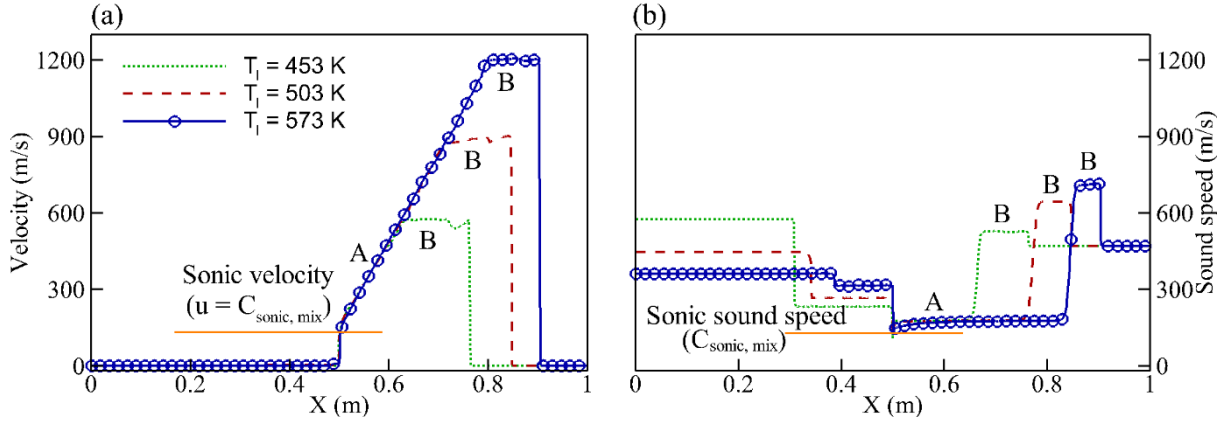 (a)
1200
900
600
300
0
Velocity (m/s)
T_l = 453 K
T_l = 503 K
T_l = 573 K
B
B
B
A
Sonic velocity
(u = C_sonic, mix)
0 0.2 0.4 0.6 0.8 1
X (m)
(b)
1200
900
600
300
0
Sound speed (m/s)
B
B
B
A
Sonic sound speed
(C_sonic, mix)
0 0.2 0.4 0.6 0.8 1
X (m)